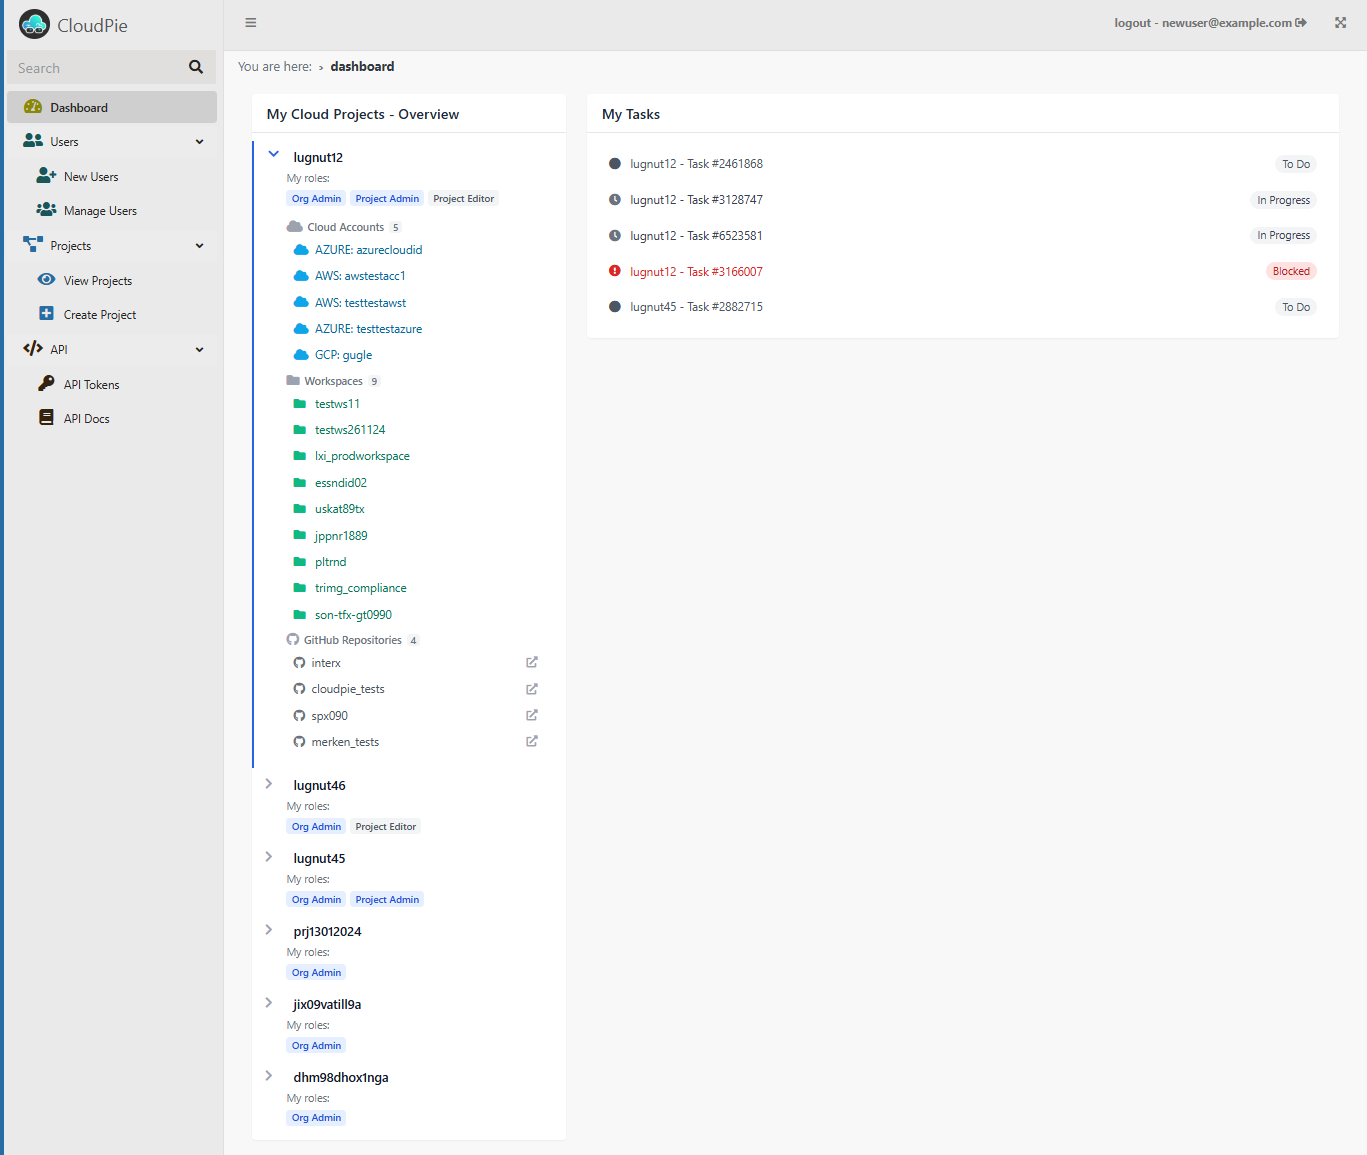 CloudPie
logout - newuser@example.com
Search
You are here: › dashboard
Dashboard
Users
New Users
Manage Users
Projects
View Projects
Create Project
API
API Tokens
API Docs
My Cloud Projects - Overview
lugnut12
My roles:
Org Admin Project Admin Project Editor
Cloud Accounts 5
AZURE: azurecloudid
AWS: awstestacc1
AWS: testtestawst
AZURE: testtestazure
GCP: gugle
Workspaces 9
testws11
testws261124
lxi_prodworkspace
essndid02
uskat89tx
jppnr1889
pltrnd
trimg_compliance
son-tfx-gt0990
GitHub Repositories 4
interx
cloudpie_tests
spx090
merken_tests
lugnut46
My roles:
Org Admin Project Editor
lugnut45
My roles:
Org Admin Project Admin
prj13012024
My roles:
Org Admin
jix09vatill9a
My roles:
Org Admin
dhm98dhox1nga
My roles:
Org Admin
My Tasks
lugnut12 - Task #2461868 To Do
lugnut12 - Task #3128747 In Progress
lugnut12 - Task #6523581 In Progress
lugnut12 - Task #3166007 Blocked
lugnut45 - Task #2882715 To Do